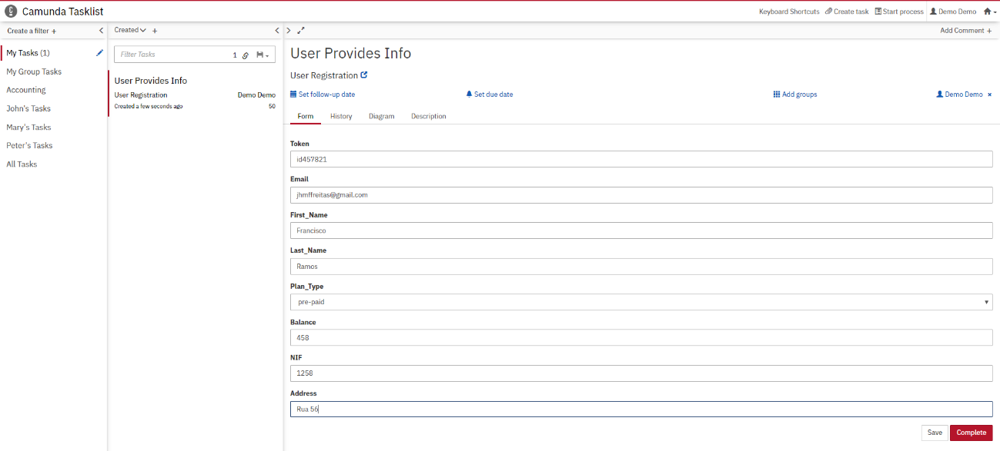 Camunda Tasklist
Keyboard Shortcuts Create task Start process Demo Demo
Create a filter +
Created +
Add Comment +
My Tasks (1)
My Group Tasks
Accounting
John's Tasks
Mary's Tasks
Peter's Tasks
All Tasks
Filter Tasks 1
User Provides Info
User Registration Demo Demo
Created a few seconds ago 50
User Provides Info
User Registration
Set follow-up date Set due date Add groups Demo Demo ×
Form History Diagram Description
Token
id457821
Email
jhmffreitas@gmail.com
First_Name
Francisco
Last_Name
Ramos
Plan_Type
pre-paid
Balance
458
NIF
1258
Address
Rua 56
Save Complete